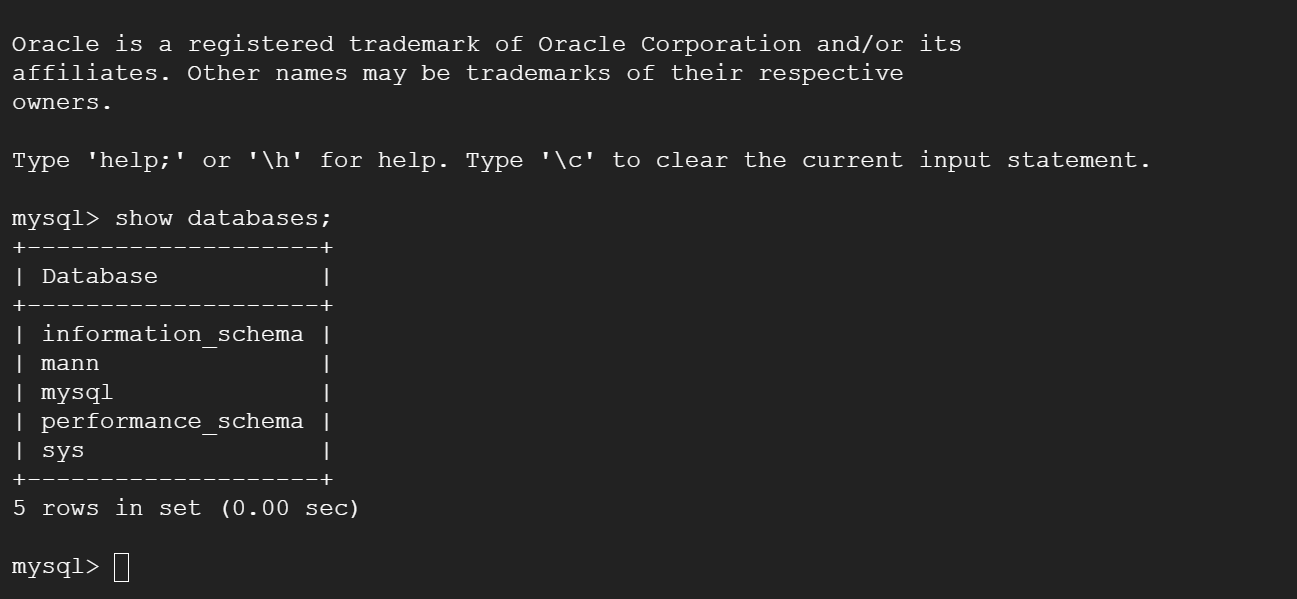 Oracle is a registered trademark of Oracle Corporation and/or its
affiliates. Other names may be trademarks of their respective
owners.

Type 'help;' or '\h' for help. Type '\c' to clear the current input statement.

mysql> show databases;
+--------------------+
| Database           |
+--------------------+
| information_schema |
| mann               |
| mysql              |
| performance_schema |
| sys                |
+--------------------+
5 rows in set (0.00 sec)

mysql>